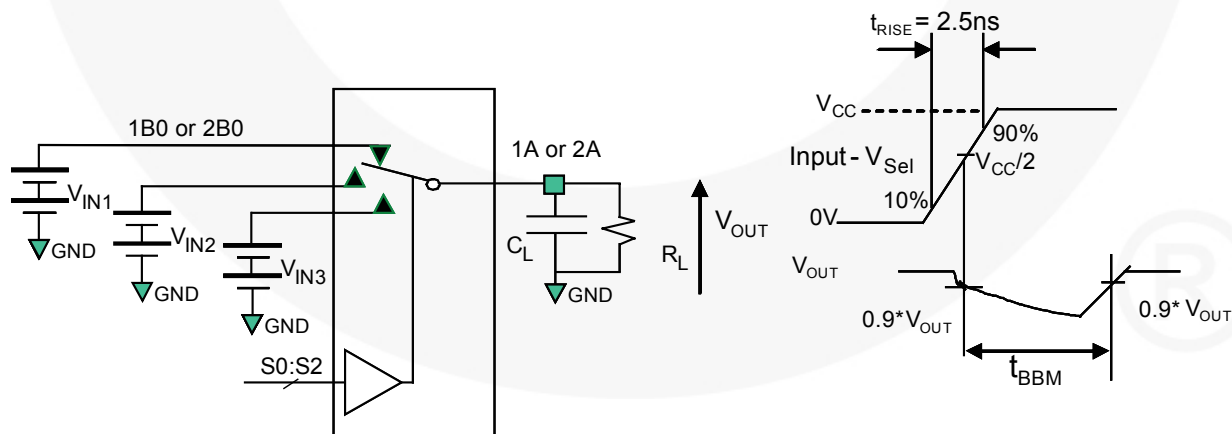 1B0 or 2B0
V_IN1
GND
V_IN2
GND
V_IN3
GND
S0:S2
1A or 2A
C_L
GND
R_L
V_OUT
t_RISE = 2.5ns
V_CC
90%
Input - V_Sel
V_CC/2
10%
0V
V_OUT
0.9* V_OUT
0.9* V_OUT
t_BBM
®